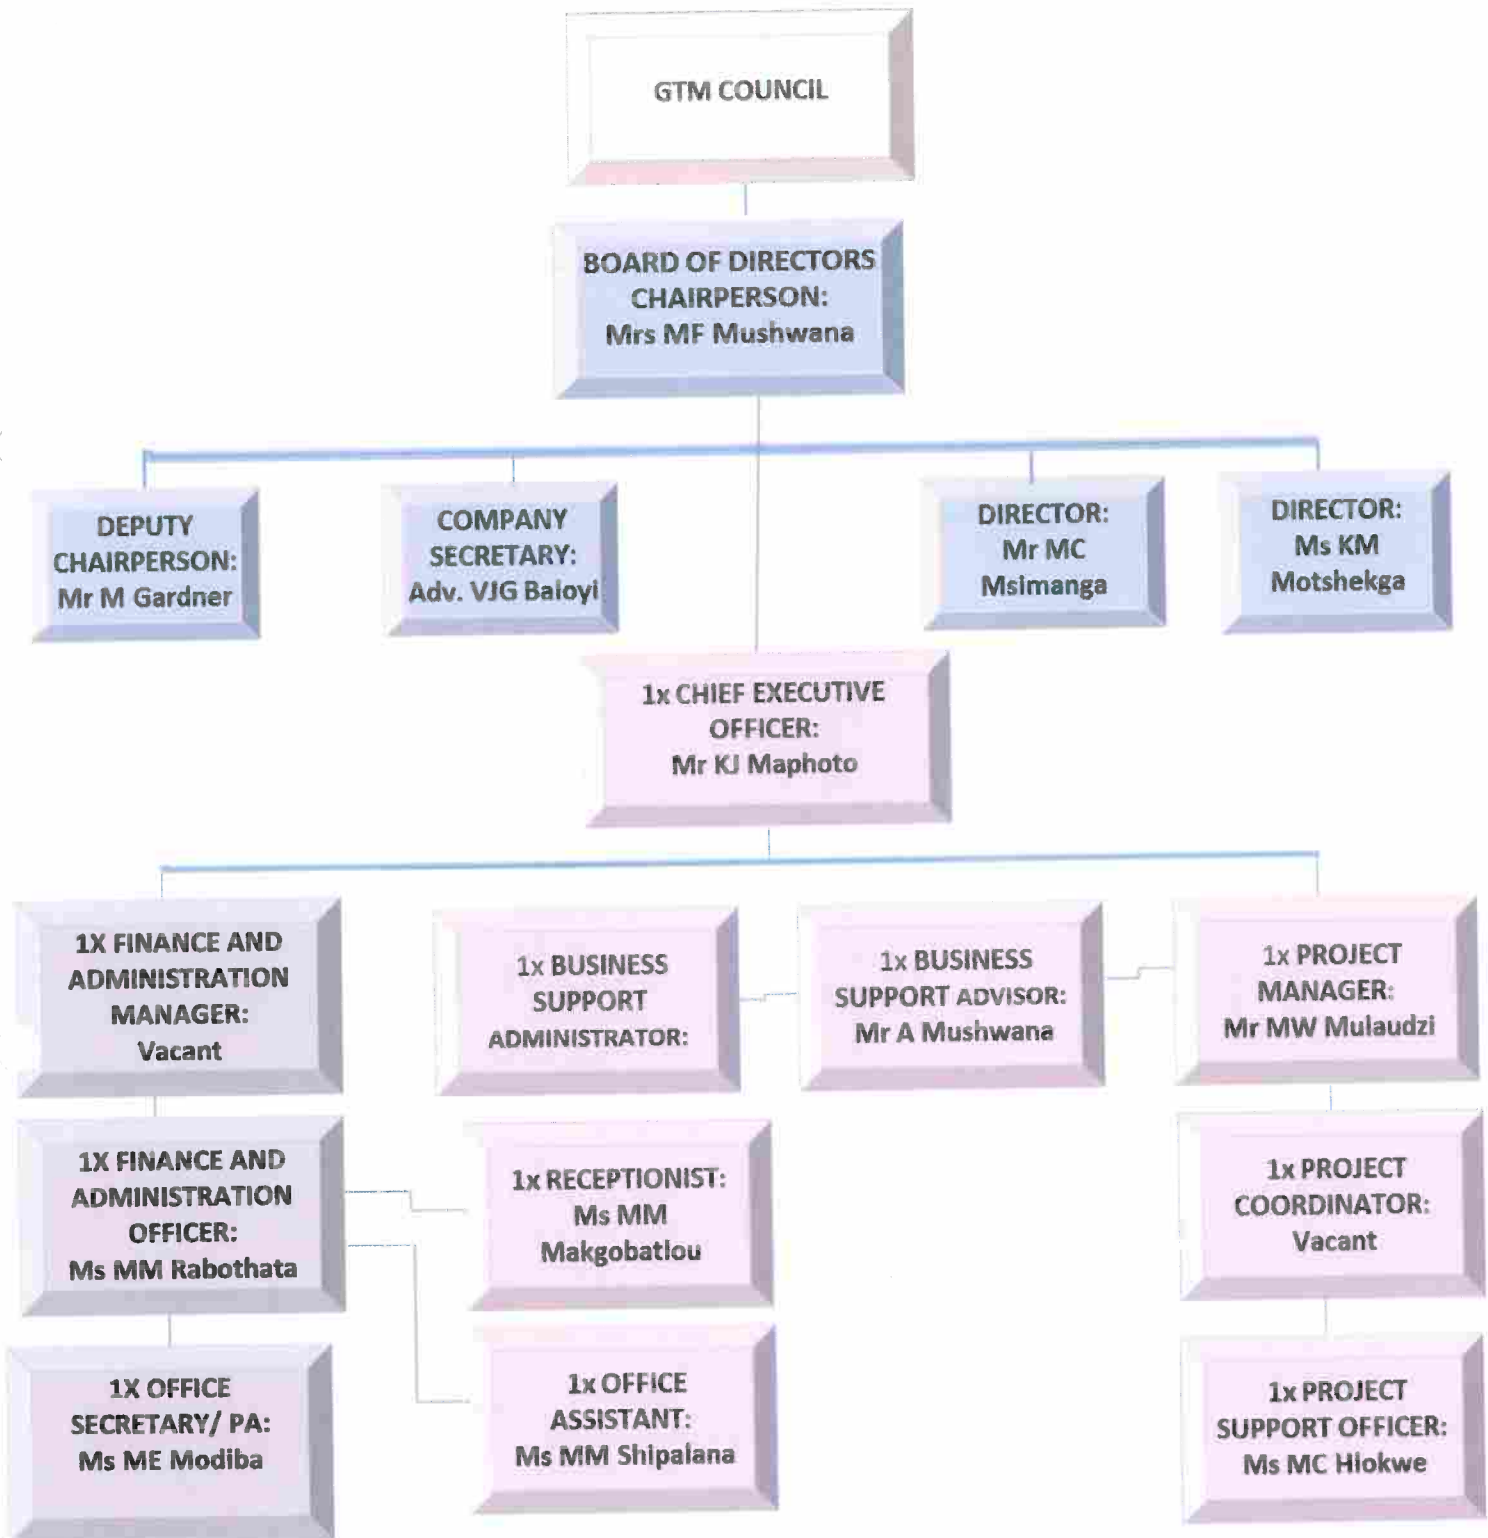 GTM COUNCIL
BOARD OF DIRECTORS
CHAIRPERSON:
Mrs MF Mushwana
DEPUTY
CHAIRPERSON:
Mr M Gardner
COMPANY
SECRETARY:
Adv. VJG Baloyi
DIRECTOR:
Mr MC
Msimanga
DIRECTOR:
Ms KM
Motshekga
1x CHIEF EXECUTIVE
OFFICER:
Mr KJ Maphoto
1X FINANCE AND
ADMINISTRATION
MANAGER:
Vacant
1x BUSINESS
SUPPORT
ADMINISTRATOR:
1x BUSINESS
SUPPORT ADVISOR:
Mr A Mushwana
1x PROJECT
MANAGER:
Mr MW Mulaudzi
1X FINANCE AND
ADMINISTRATION
OFFICER:
Ms MM Rabothata
1x RECEPTIONIST:
Ms MM
Makgobatlou
1x PROJECT
COORDINATOR:
Vacant
1X OFFICE
SECRETARY/ PA:
Ms ME Modiba
1x OFFICE
ASSISTANT:
Ms MM Shipalana
1x PROJECT
SUPPORT OFFICER:
Ms MC Hlokwe